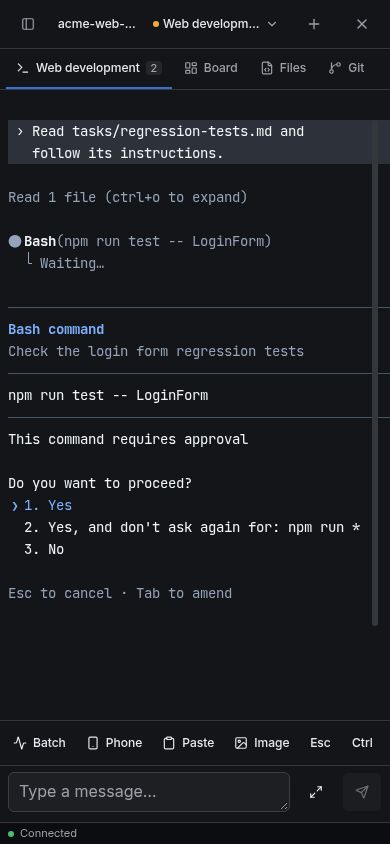 acme-web-... Web developm...
Web development 2 Board Files Git
› Read tasks/regression-tests.md and
follow its instructions.
Read 1 file (ctrl+o to expand)
Bash(npm run test -- LoginForm)
└ Waiting…
Bash command
Check the login form regression tests
npm run test -- LoginForm
This command requires approval
Do you want to proceed?
❯ 1. Yes
2. Yes, and don't ask again for: npm run *
3. No
Esc to cancel · Tab to amend
Batch Phone Paste Image Esc Ctrl
Type a message...
Connected